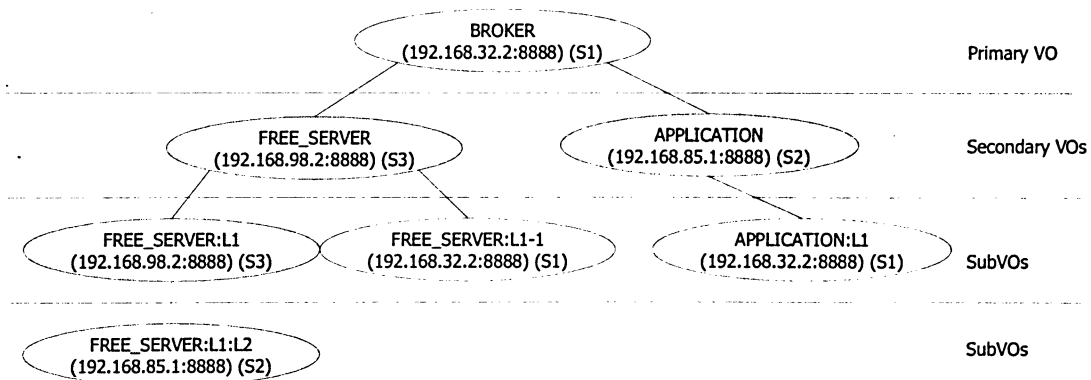 BROKER
(192.168.32.2:8888) (S1)
Primary VO
FREE_SERVER
(192.168.98.2:8888) (S3)
APPLICATION
(192.168.85.1:8888) (S2)
Secondary VOs
FREE_SERVER:L1
(192.168.98.2:8888) (S3)
FREE_SERVER:L1-1
(192.168.32.2:8888) (S1)
APPLICATION:L1
(192.168.32.2:8888) (S1)
SubVOs
FREE_SERVER:L1:L2
(192.168.85.1:8888) (S2)
SubVOs